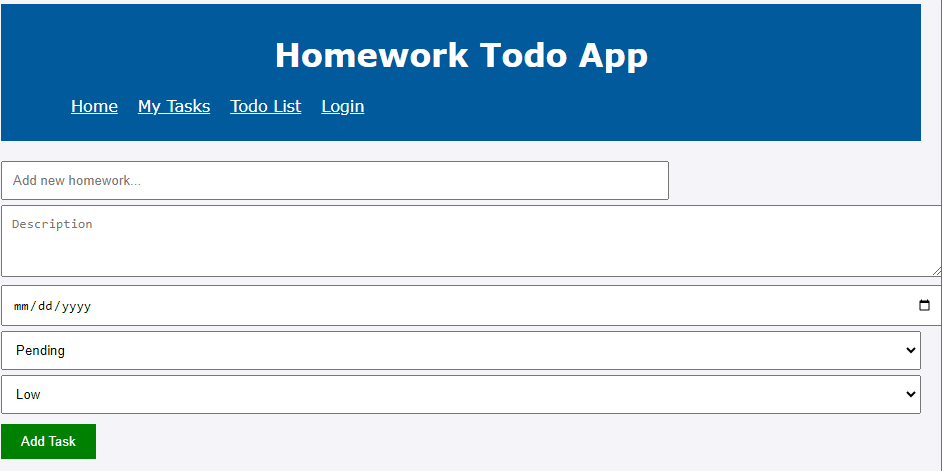 Homework Todo App
Home My Tasks Todo List Login
Add new homework...
Description
mm/dd/yyyy
Pending
Low
Add Task